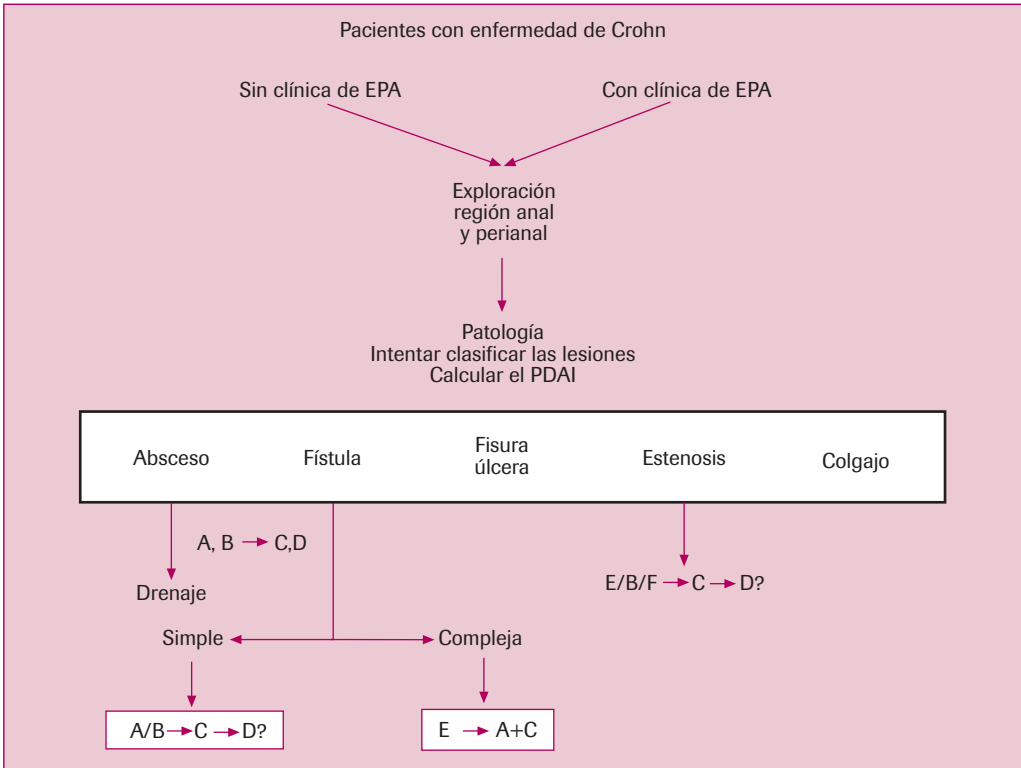 Pacientes con enfermedad de Crohn
Sin clínica de EPA
Con clínica de EPA
Exploración
región anal
y perianal
Patología
Intentar clasificar las lesiones
Calcular el PDAI
Absceso
Fístula
Fisura
úlcera
Estenosis
Colgajo
A, B → C,D
Drenaje
E/B/F → C → D?
Simple
Compleja
A/B → C → D?
E → A+C